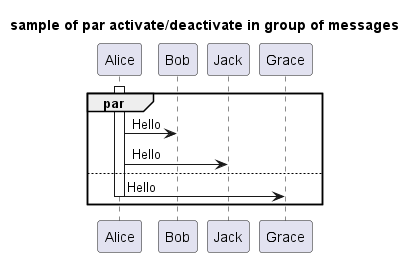 sample of par activate/deactivate in group of messages
Alice Bob Jack Grace
par
Hello
Hello
Hello
Alice Bob Jack Grace